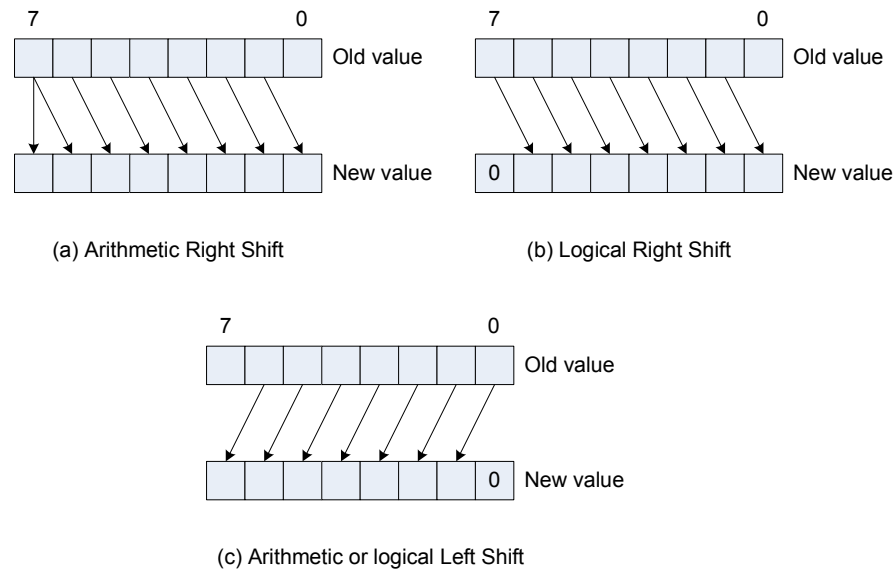 7 0
Old value
New value
(a) Arithmetic Right Shift
7 0
Old value
0
New value
(b) Logical Right Shift
7 0
Old value
0
New value
(c) Arithmetic or logical Left Shift